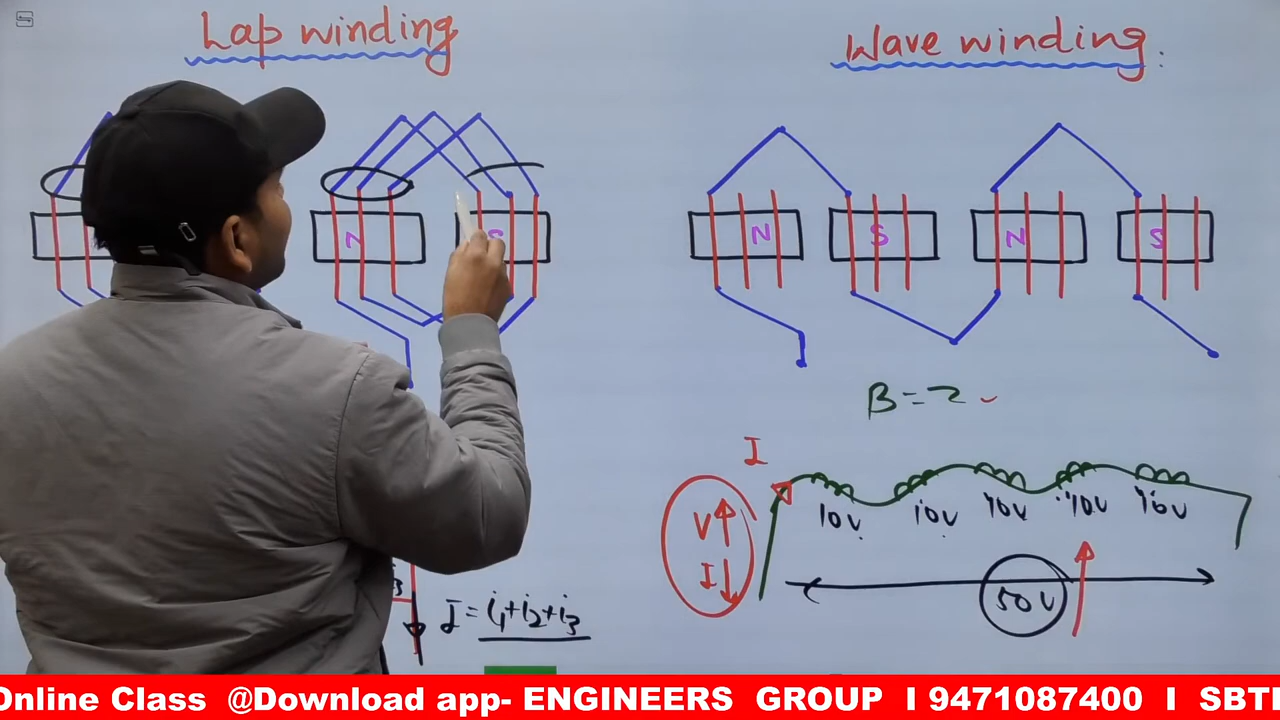 Lap winding
Wave winding.
N
S
N
S
N
S
B = 2
I
10V
10V
10V
10V
10V
V
I
50V
I = i1+i2+i3
i3
Online Class @Download app- ENGINEERS GROUP I 9471087400 I SBTE